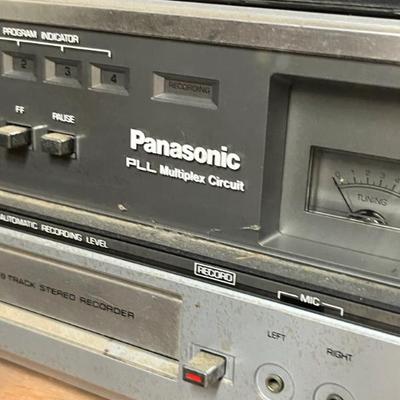 PROGRAM INDICATOR
2 3 4
RECORDING
FF PAUSE
Panasonic
PLL Multiplex Circuit
TUNING
AUTOMATIC RECORDING LEVEL
RECORD
MIC
TRACK STEREO RECORDER
LEFT
RIGHT